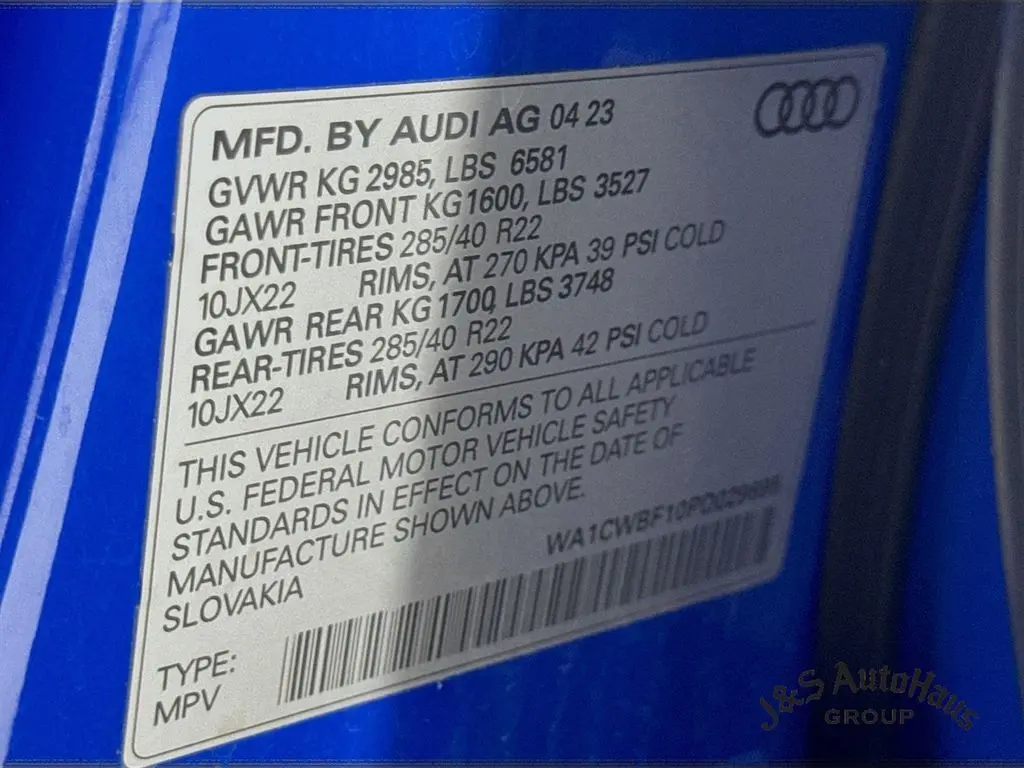 MFD. BY AUDI AG 04 23
GVWR KG 2985, LBS 6581
GAWR FRONT KG 1600, LBS 3527
FRONT-TIRES 285/40 R22
10JX22 RIMS, AT 270 KPA 39 PSI COLD
GAWR REAR KG 1700, LBS 3748
REAR-TIRES 285/40 R22
10JX22 RIMS, AT 290 KPA 42 PSI COLD
THIS VEHICLE CONFORMS TO ALL APPLICABLE
U.S. FEDERAL MOTOR VEHICLE SAFETY
STANDARDS IN EFFECT ON THE DATE OF
MANUFACTURE SHOWN ABOVE.
SLOVAKIA
TYPE:
MPV
J&S AutoHaus
GROUP